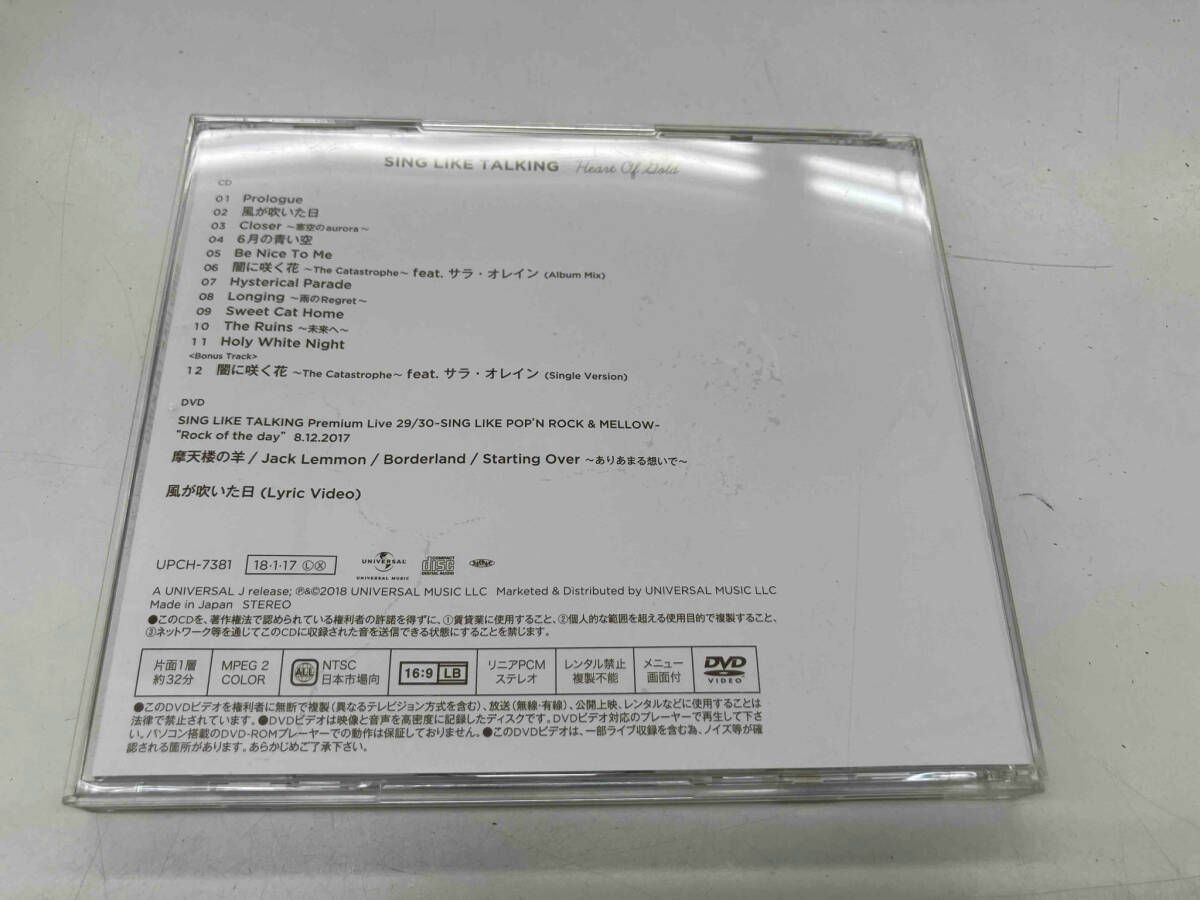 SING LIKE TALKING Heart Of Gold
CD
01 Prologue
02 風が吹いた日
03 Closer ～寒空のaurora～
04 6月の青い空
05 Be Nice To Me
06 闇に咲く花 ～The Catastrophe～ feat. サラ・オレイン (Album Mix)
07 Hysterical Parade
08 Longing ～雨のRegret～
09 Sweet Cat Home
10 The Ruins ～未来へ～
11 Holy White Night
<Bonus Track>
12 闇に咲く花 ～The Catastrophe～ feat. サラ・オレイン (Single Version)
DVD
SING LIKE TALKING Premium Live 29/30-SING LIKE POP'N ROCK & MELLOW-
"Rock of the day" 8.12.2017
摩天楼の羊 / Jack Lemmon / Borderland / Starting Over ～ありあまる想いで～
風が吹いた日 (Lyric Video)
UPCH-7381 18・1・17 Ⓛⓧ UNIVERSAL UNIVERSAL MUSIC COMPACT disc DIGITAL AUDIO
A UNIVERSAL J release; ℗&©2018 UNIVERSAL MUSIC LLC Marketed & Distributed by UNIVERSAL MUSIC LLC
Made in Japan STEREO
●このCDを、著作権法で認められている権利者の許諾を得ずに、①賃貸業に使用すること、②個人的な範囲を超える使用目的で複製すること、
③ネットワーク等を通じてこのCDに収録された音を送信できる状態にすることを禁じます。
片面1層 約32分 MPEG 2 COLOR ALL NTSC 日本市場向 16:9 LB リニアPCM ステレオ レンタル禁止 複製不能 メニュー 画面付 DVD VIDEO
●このDVDビデオを権利者に無断で複製(異なるテレビジョン方式を含む)、放送(無線・有線)、公開上映、レンタルなどに使用することは
法律で禁止されています。●DVDビデオは映像と音声を高密度に記録したディスクです。DVDビデオ対応のプレーヤーで再生して下さ
い。パソコン搭載のDVD-ROMプレーヤーでの動作は保証しておりません。●このDVDビデオは、一部ライブ収録を含む為、ノイズ等が確
認される箇所があります。あらかじめご了承下さい。